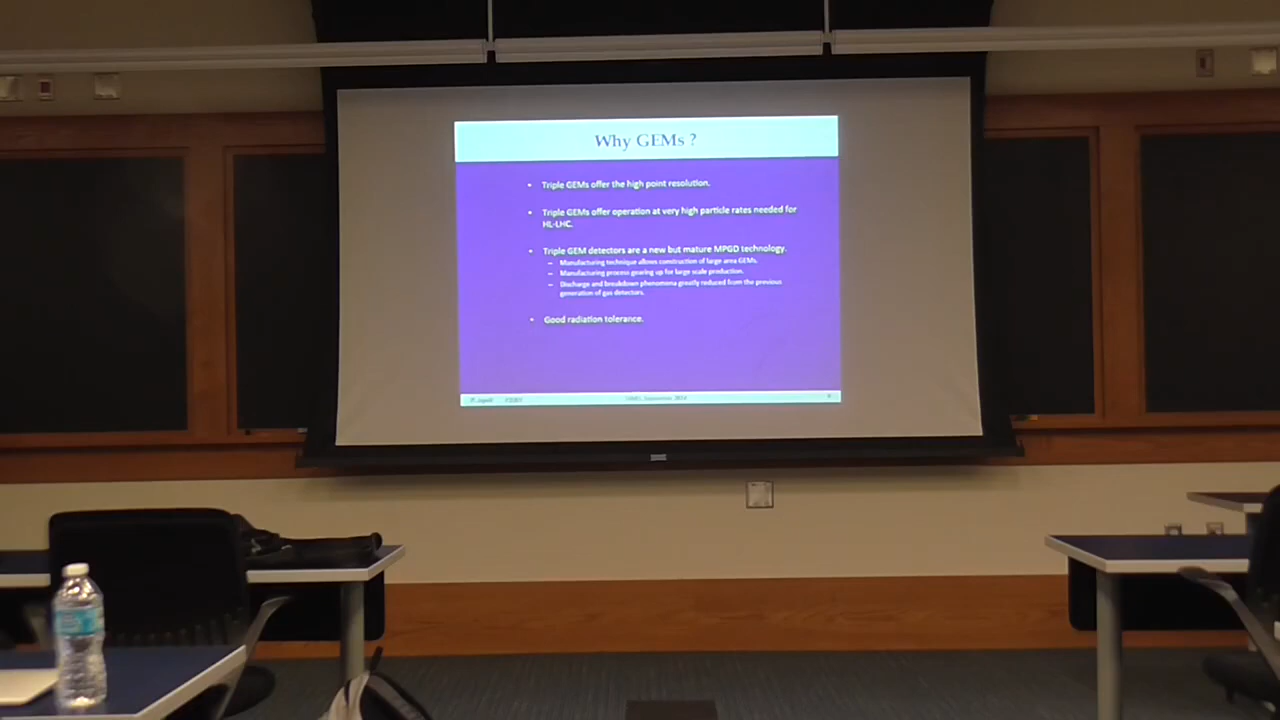 Why GEMs ?
• Triple GEMs offer the high point resolution.
• Triple GEMs offer operation at very high particle rates needed for
HL-LHC.
• Triple GEM detectors are a new but mature MPGD technology.
– Manufacturing technique allows construction of large area GEMs.
– Manufacturing process gearing up for large scale production.
– Discharge and breakdown phenomena greatly reduced from the previous
generation of gas detectors.
• Good radiation tolerance.